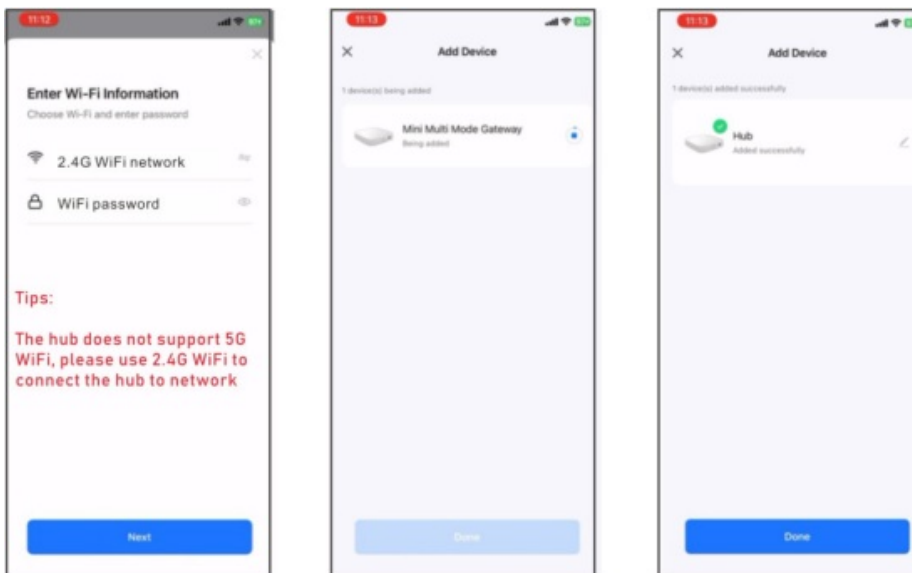 11:12
Enter Wi-Fi Information
Choose Wi-Fi and enter password
2.4G WiFi network
WiFi password
Tips:
The hub does not support 5G
WiFi, please use 2.4G WiFi to
connect the hub to network
Next
11:13
Add Device
1 device(s) being added
Mini Multi Mode Gateway
Being added
Done
11:13
Add Device
1 device(s) added successfully
Hub
Added successfully
Done